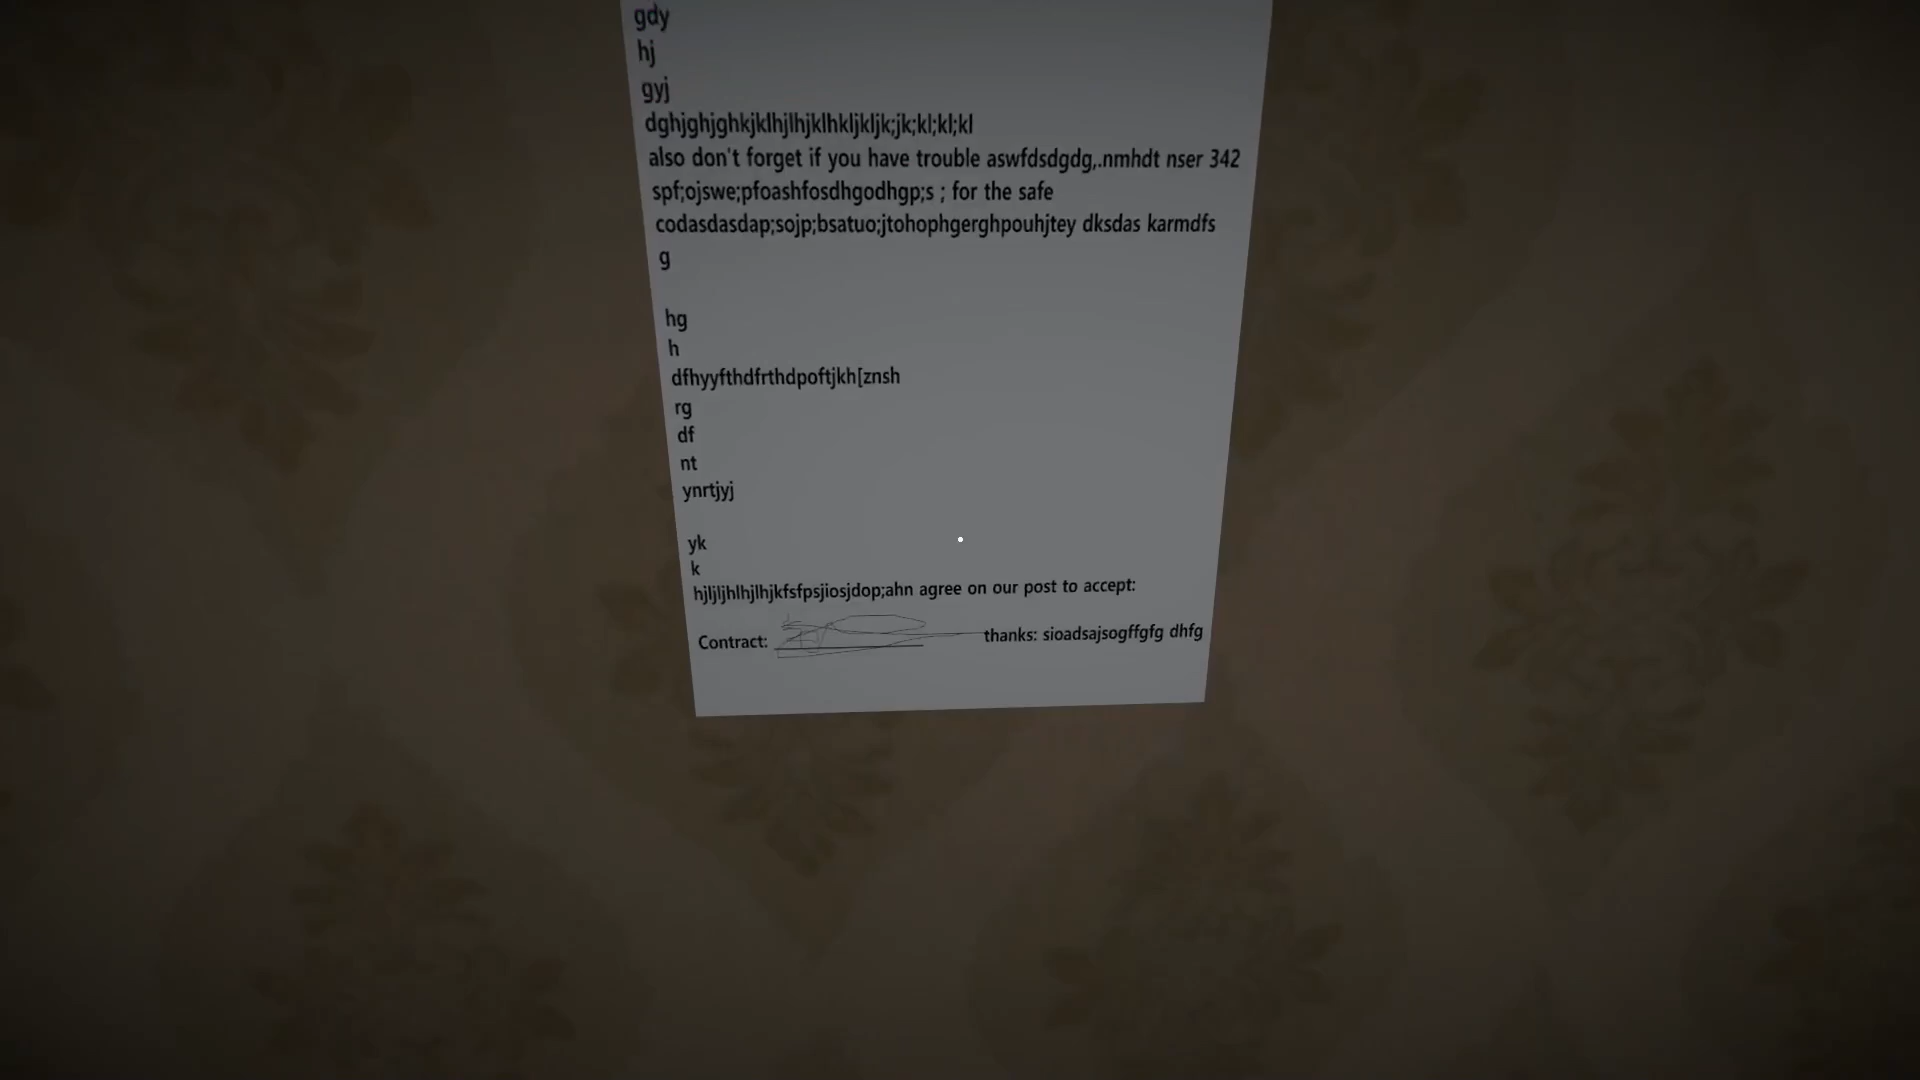 gdy
hj
gyj
dghjghjghkjklhjlhjklhkljkljk;jk;kl;kl;kl
also don't forget if you have trouble aswfdsdgdg,.nmhdt nser 342
spf;ojswe;pfoashfosdhgodhgp;s ; for the safe
codasdasdap;sojp;bsatuo;jtohophgerghpouhjtey dksdas karmdfs
g
hg
h
dfhyyfthdfrthdpoftjkh[znsh
rg
df
nt
ynrtjyj
yk
k
hjljljhlhjlhjkfsfpsjiosjdop;ahn agree on our post to accept:
Contract: thanks: sioadsajsogffgfg dhfg